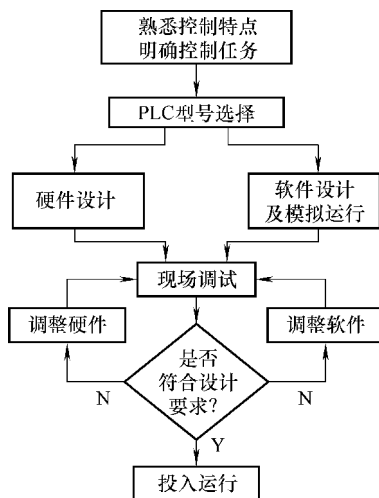 熟悉控制特点
明确控制任务
PLC型号选择
硬件设计
软件设计
及模拟运行
现场调试
调整硬件
调整软件
是否
符合设计
要求?
N
N
Y
投入运行